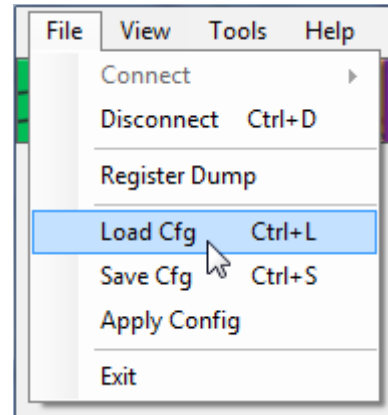 File View Tools Help
Connect
Disconnect Ctrl+D
Register Dump
Load Cfg Ctrl+L
Save Cfg Ctrl+S
Apply Config
Exit